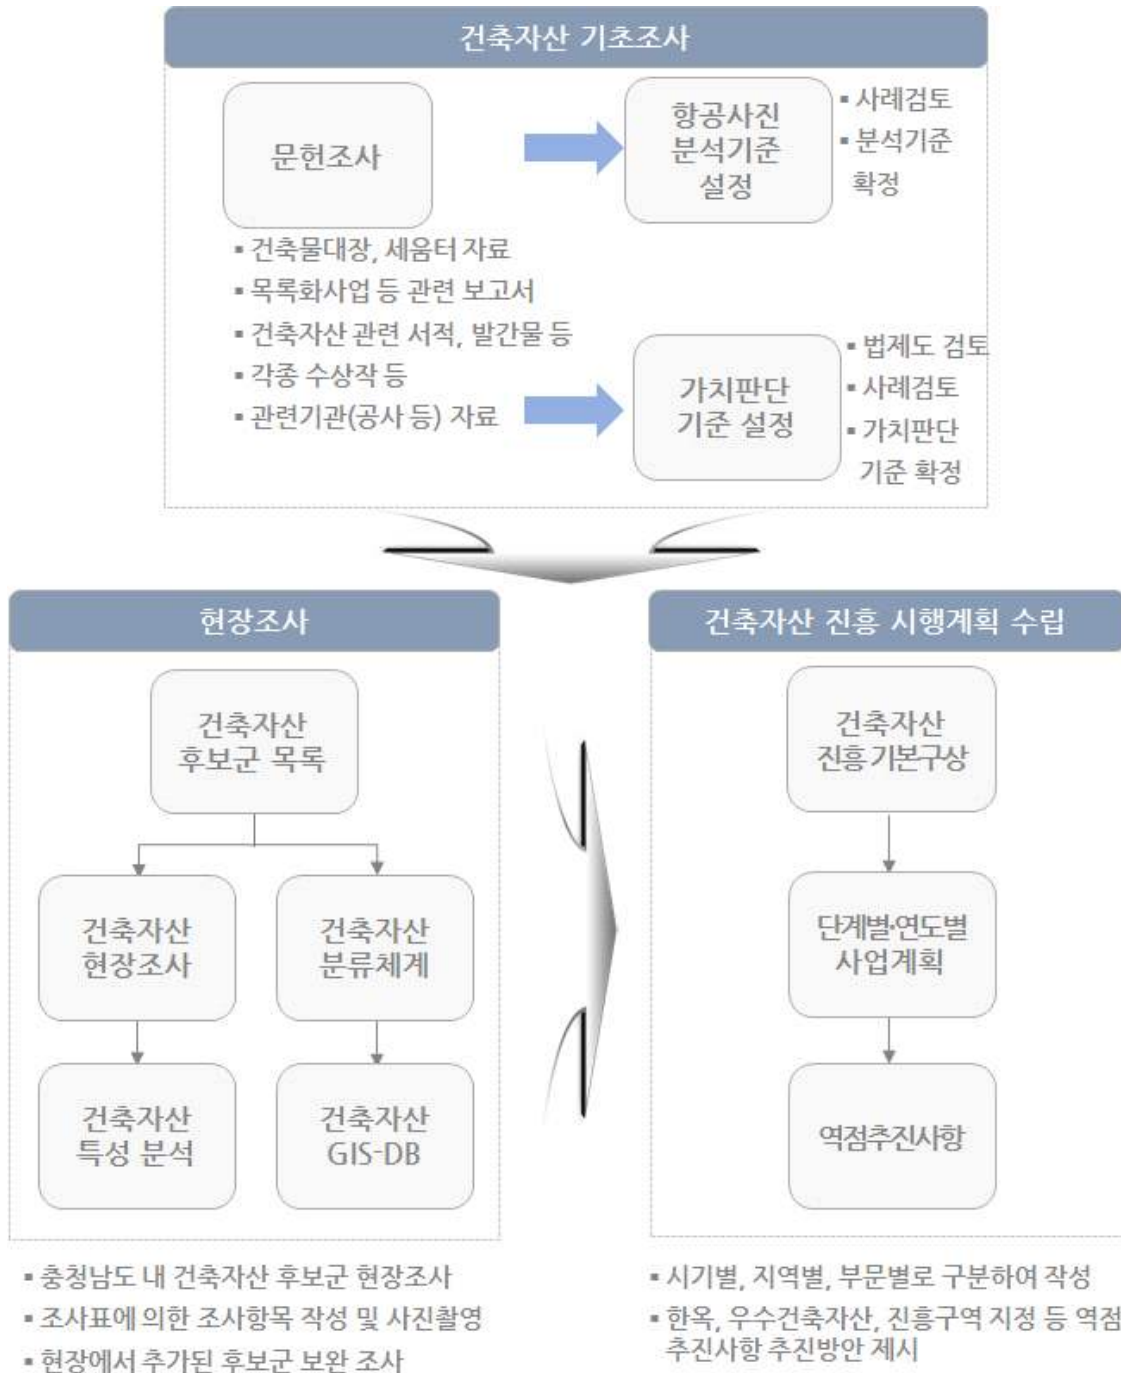 건축자산 기초조사
문헌조사
▪ 건축물대장, 세움터 자료
▪ 목록화사업 등 관련 보고서
▪ 건축자산 관련 서적, 발간물 등
▪ 각종 수상작 등
▪ 관련기관(공사 등) 자료
항공사진
분석기준
설정
▪ 사례검토
▪ 분석기준
확정
가치판단
기준 설정
▪ 법제도 검토
▪ 사례검토
▪ 가치판단
기준 확정
현장조사
건축자산
후보군 목록
건축자산
현장조사
건축자산
분류체계
건축자산
특성 분석
건축자산
GIS-DB
▪ 충청남도 내 건축자산 후보군 현장조사
▪ 조사표에 의한 조사항목 작성 및 사진촬영
▪ 현장에서 추가된 후보군 보완 조사
건축자산 진흥 시행계획 수립
건축자산
진흥 기본구상
단계별·연도별
사업계획
역점추진사항
▪ 시기별, 지역별, 부문별로 구분하여 작성
▪ 한옥, 우수건축자산, 진흥구역 지정 등 역점
추진사항 추진방안 제시